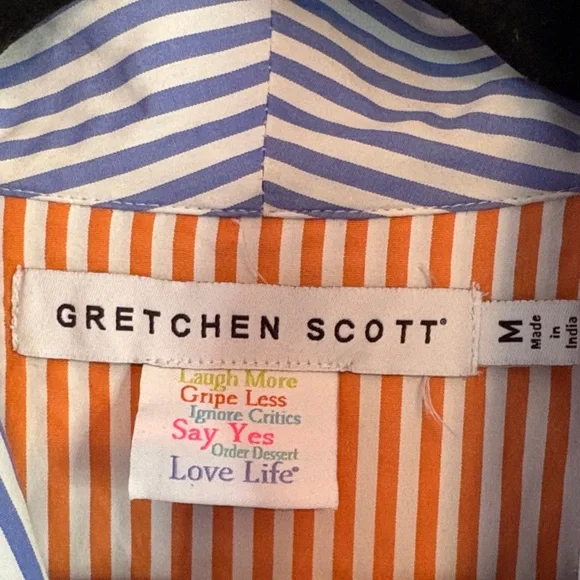 GRETCHEN SCOTT®
M
Made
in
India
Laugh More
Gripe Less
Ignore Critics
Say Yes
Order Dessert
Love Life®